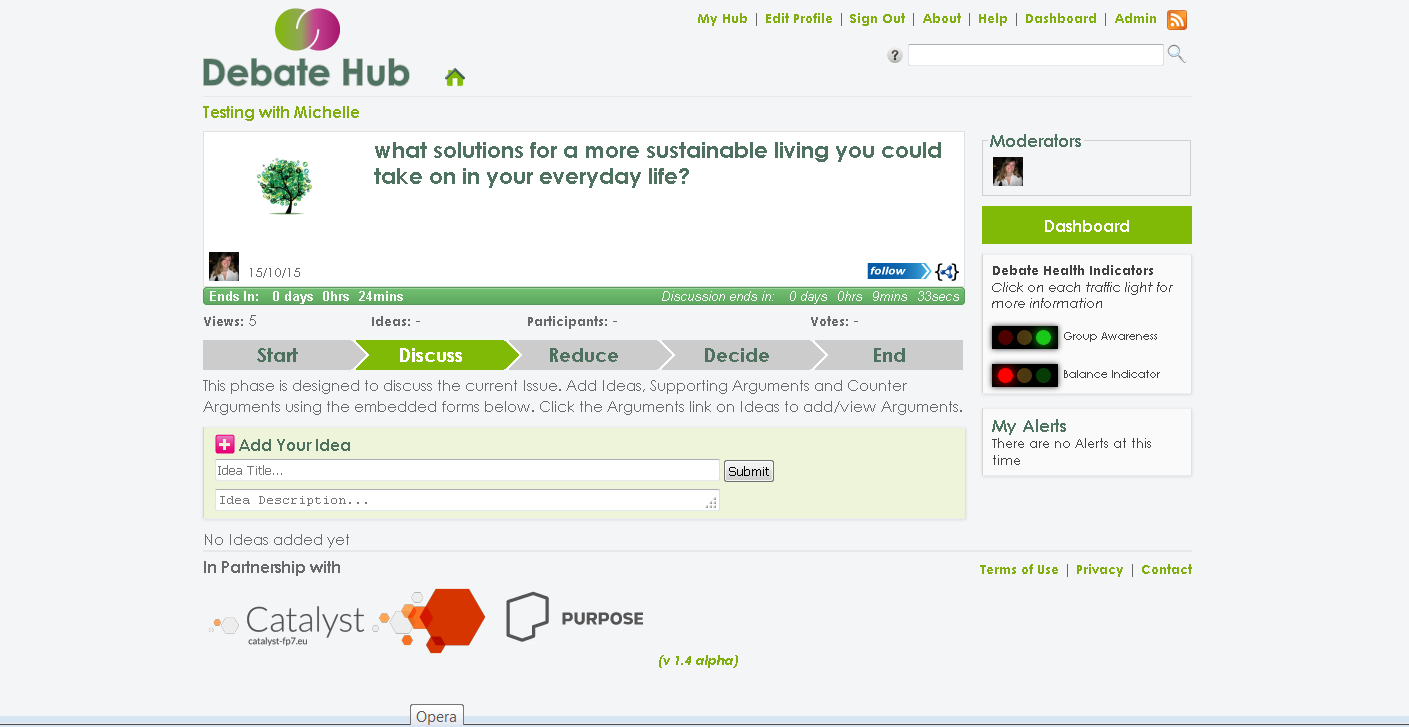 My Hub | Edit Profile | Sign Out | About | Help | Dashboard | Admin
Debate Hub
?
Testing with Michelle
what solutions for a more sustainable living you could
take on in your everyday life?
15/10/15
follow
Ends In: 0 days 0hrs 24mins
Discussion ends in: 0 days 0hrs 9mins 33secs
Views: 5 Ideas: - Participants: - Votes: -
Start Discuss Reduce Decide End
This phase is designed to discuss the current Issue. Add Ideas, Supporting Arguments and Counter
Arguments using the embedded forms below. Click the Arguments link on Ideas to add/view Arguments.
Add Your Idea
Idea Title...
Submit
Idea Description...
No Ideas added yet
Moderators
Dashboard
Debate Health Indicators
Click on each traffic light for
more information
Group Awareness
Balance Indicator
My Alerts
There are no Alerts at this
time
In Partnership with
Terms of Use | Privacy | Contact
Catalyst
catalyst-fp7.eu
PURPOSE
(v 1.4 alpha)
Opera